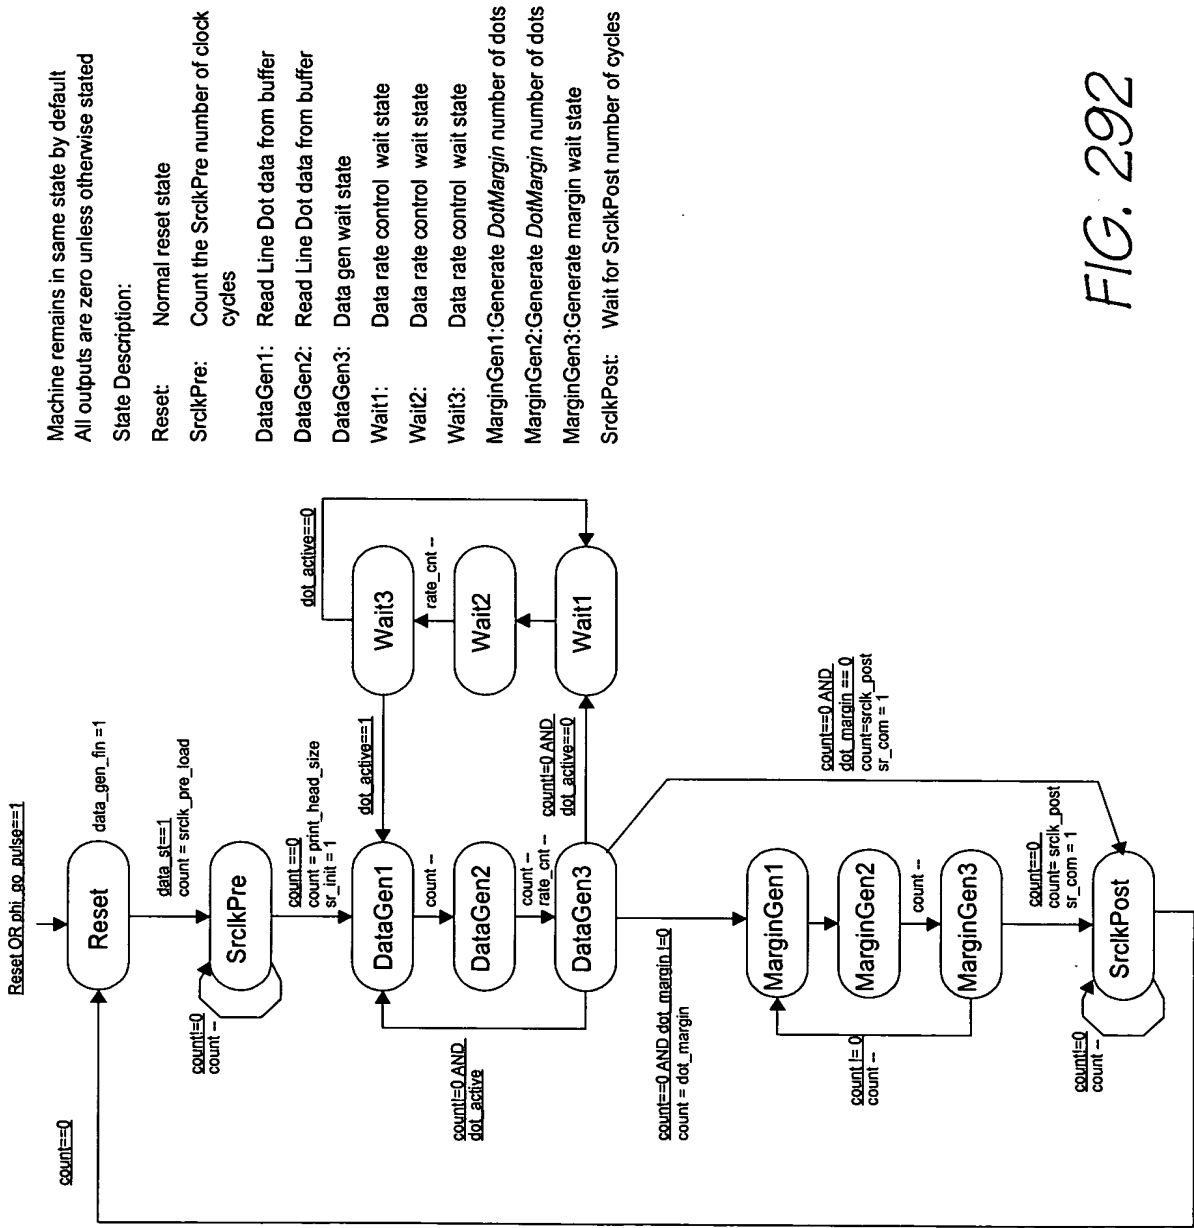 Machine remains in same state by default
All outputs are zero unless otherwise stated
State Description:
Reset: Normal reset state
SrclkPre: Count the SrclkPre number of clock
cycles
DataGen1: Read Line Dot data from buffer
DataGen2: Read Line Dot data from buffer
DataGen3: Data gen wait state
Wait1: Data rate control wait state
Wait2: Data rate control wait state
Wait3: Data rate control wait state
MarginGen1:Generate DotMargin number of dots
MarginGen2:Generate DotMargin number of dots
MarginGen3:Generate margin wait state
SrclkPost: Wait for SrclkPost number of cycles
Reset OR phi_go_pulse==1
Reset
data_gen_fin =1
count==0
data_st==1
count = srclk_pre_load
SrclkPre
count!=0
count --
count ==0
count = print_head_size
sr_init = 1
DataGen1
count --
DataGen2
count --
rate_cnt --
DataGen3
count!=0 AND
dot_active
dot_active==1
count!=0 AND
dot_active==0
Wait3
rate_cnt --
Wait2
Wait1
dot_active==0
count==0 AND dot_margin !=0
count = dot_margin
count==0 AND
dot_margin == 0
count=srclk_post
sr_com = 1
MarginGen1
MarginGen2
count --
MarginGen3
count != 0
count --
count==0
count= srclk_post
sr_com = 1
SrclkPost
count!=0
count --
FIG. 292